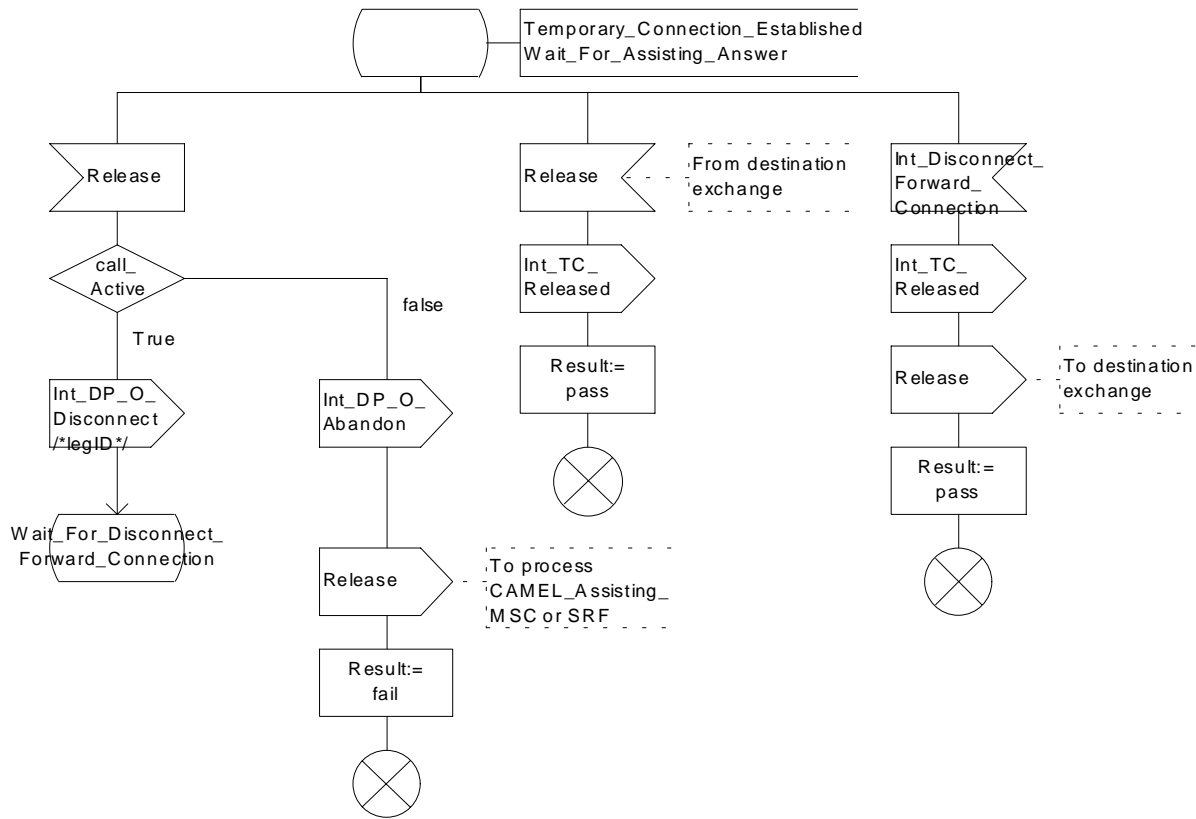 Temporary_Connection_Established
Wait_For_Assisting_Answer
Release
call_
Active
True
false
Int_DP_O_
Disconnect
/*legID*/
Wait_For_Disconnect_
Forward_Connection
Int_DP_O_
Abandon
Release
To process
CAMEL_Assisting_
MSC or SRF
Result:=
fail
Release
From destination
exchange
Int_TC_
Released
Result:=
pass
Int_Disconnect_
Forward_
Connection
Int_TC_
Released
Release
To destination
exchange
Result:=
pass